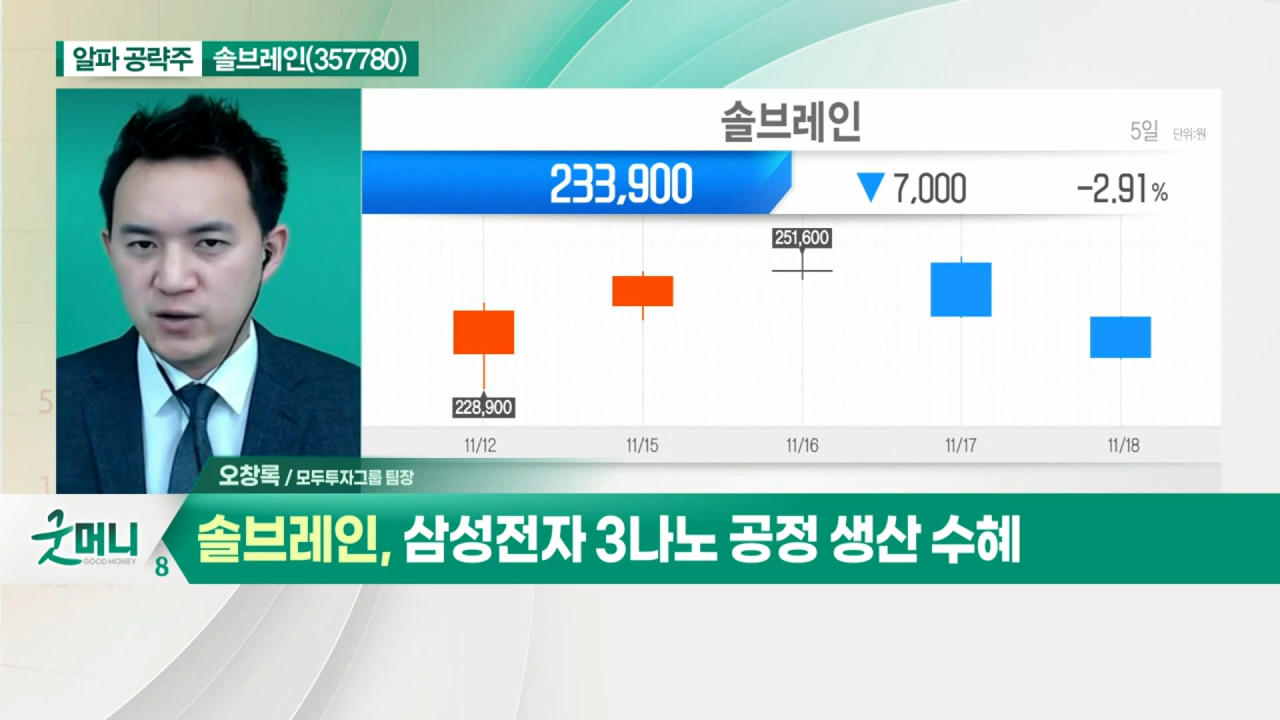 알파 공략주 솔브레인(357780)
솔브레인
5일 단위:원
233,900 ▼ 7,000 -2.91%
251,600
228,900
11/12 11/15 11/16 11/17 11/18
오창록 / 모두투자그룹 팀장
굿머니
GOOD MONEY
8
솔브레인, 삼성전자 3나노 공정 생산 수혜